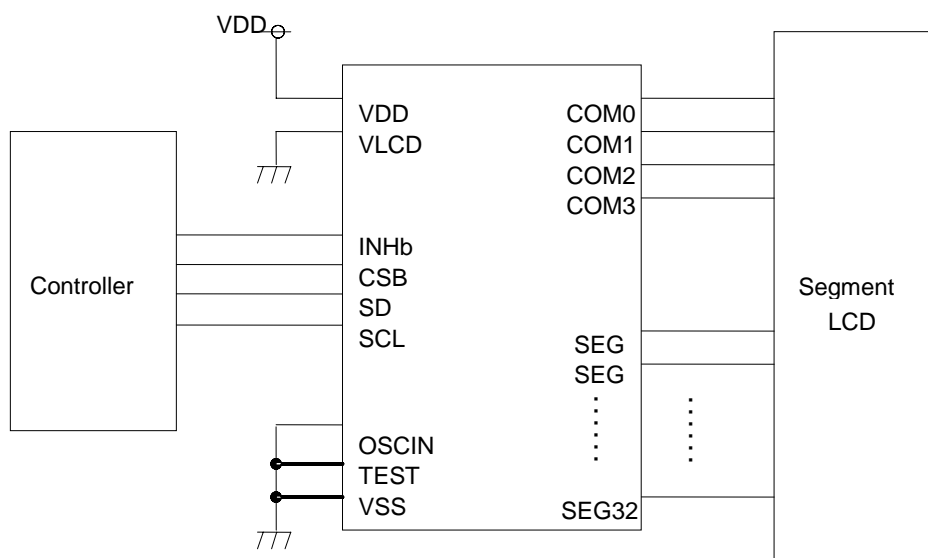 VDD
VDD
VLCD
INHb
CSB
SD
SCL
OSCIN
TEST
VSS
COM0
COM1
COM2
COM3
SEG
SEG
SEG32
Controller
Segment
LCD